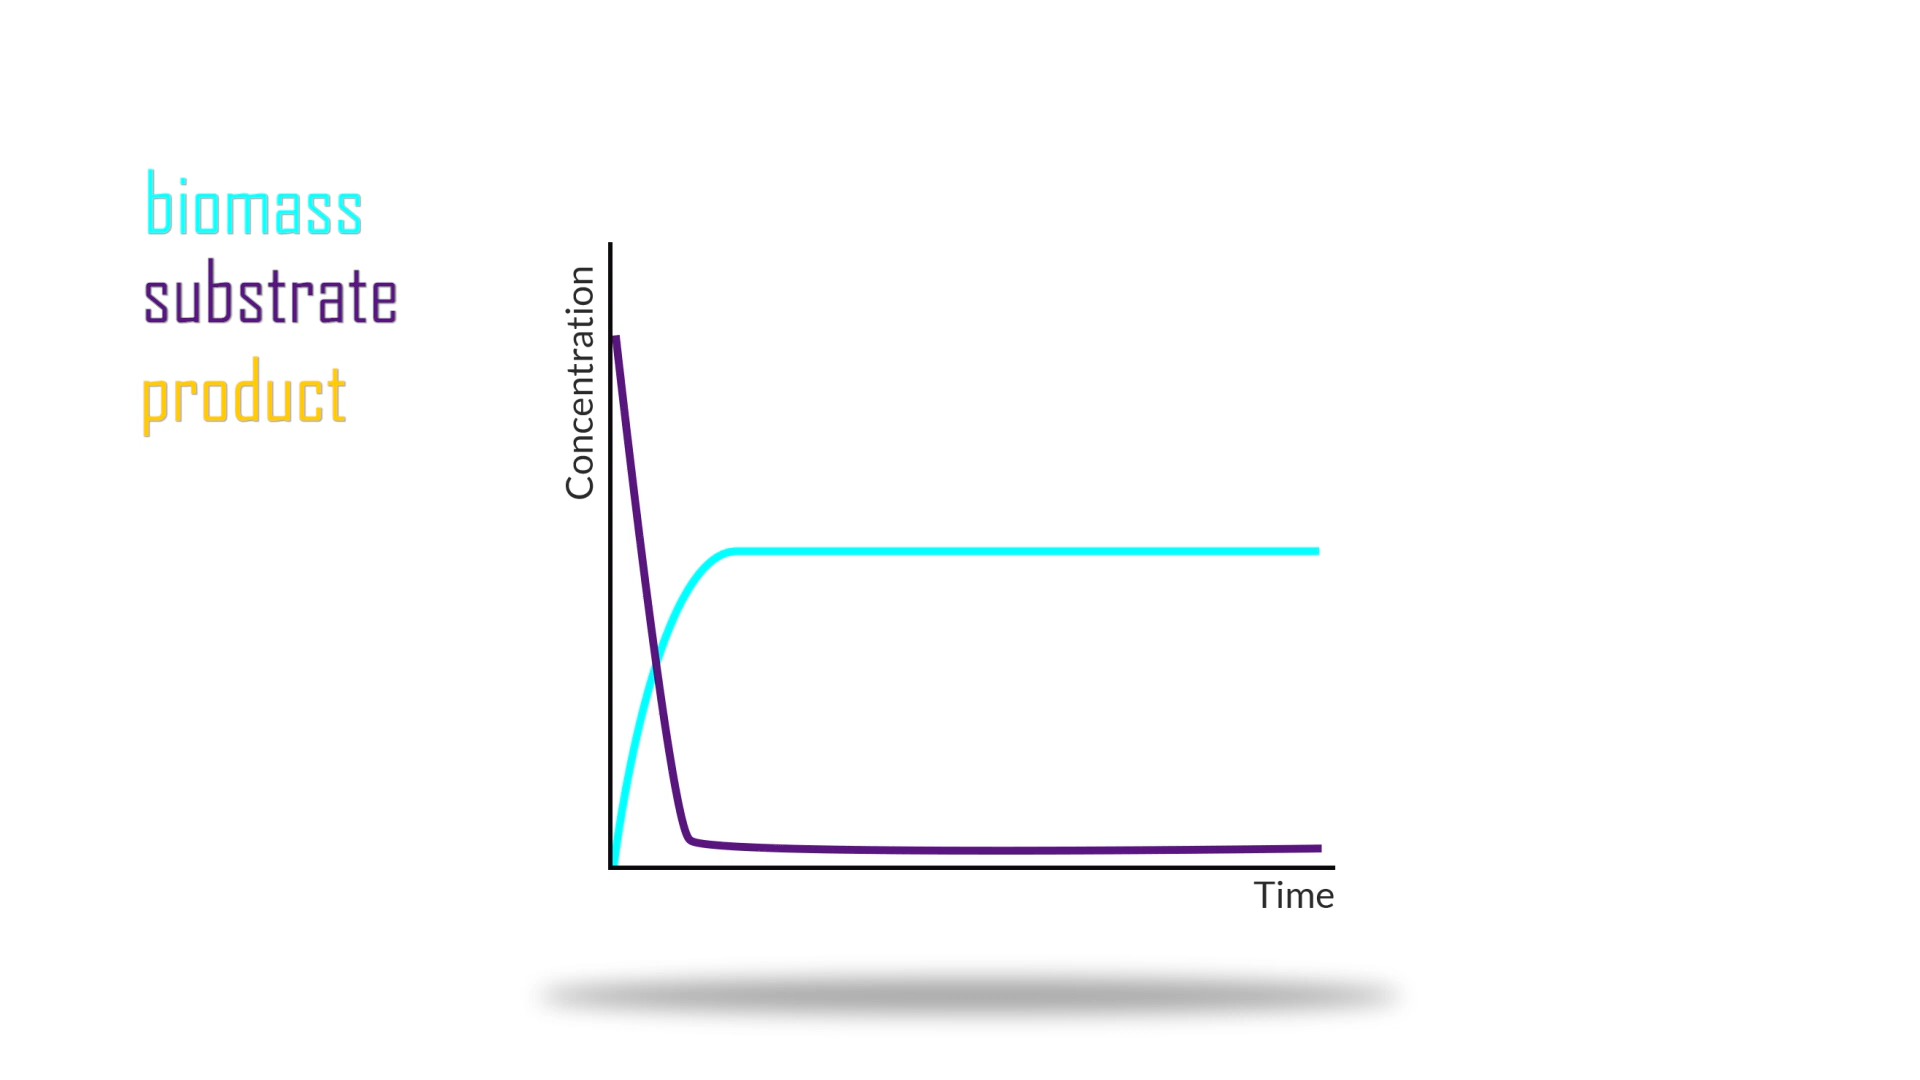 biomass
substrate
product
Concentration
Time